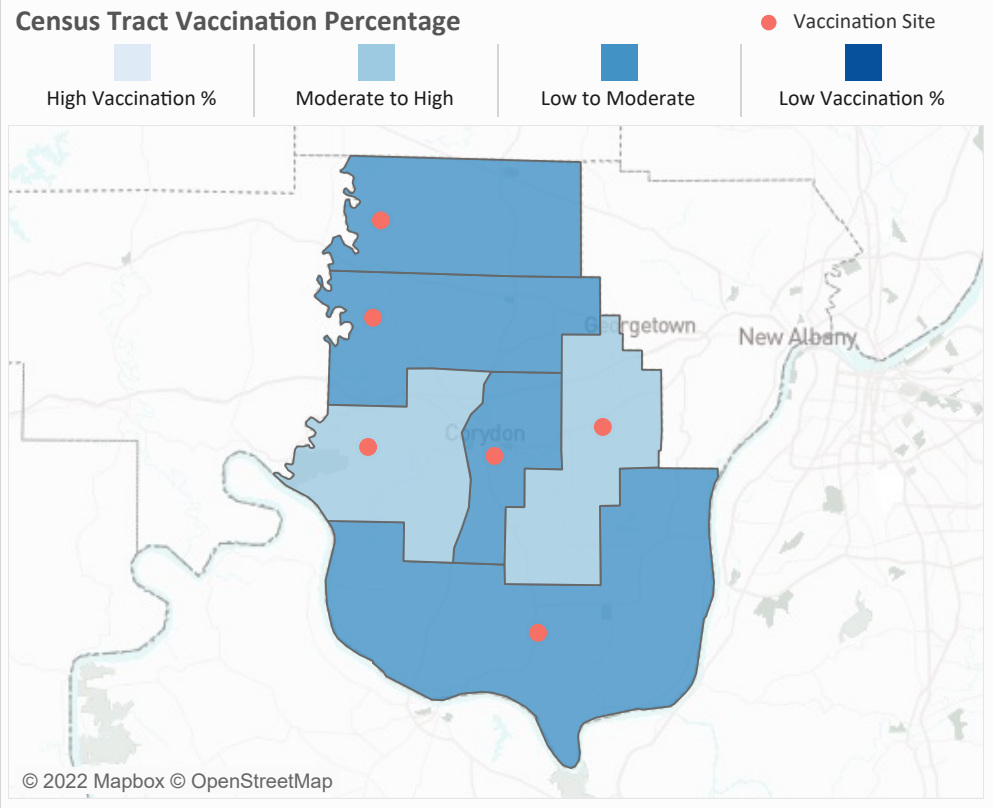 Census Tract Vaccination Percentage
Vaccination Site
High Vaccination %
Moderate to High
Low to Moderate
Low Vaccination %
Georgetown
New Albany
Corydon
© 2022 Mapbox © OpenStreetMap